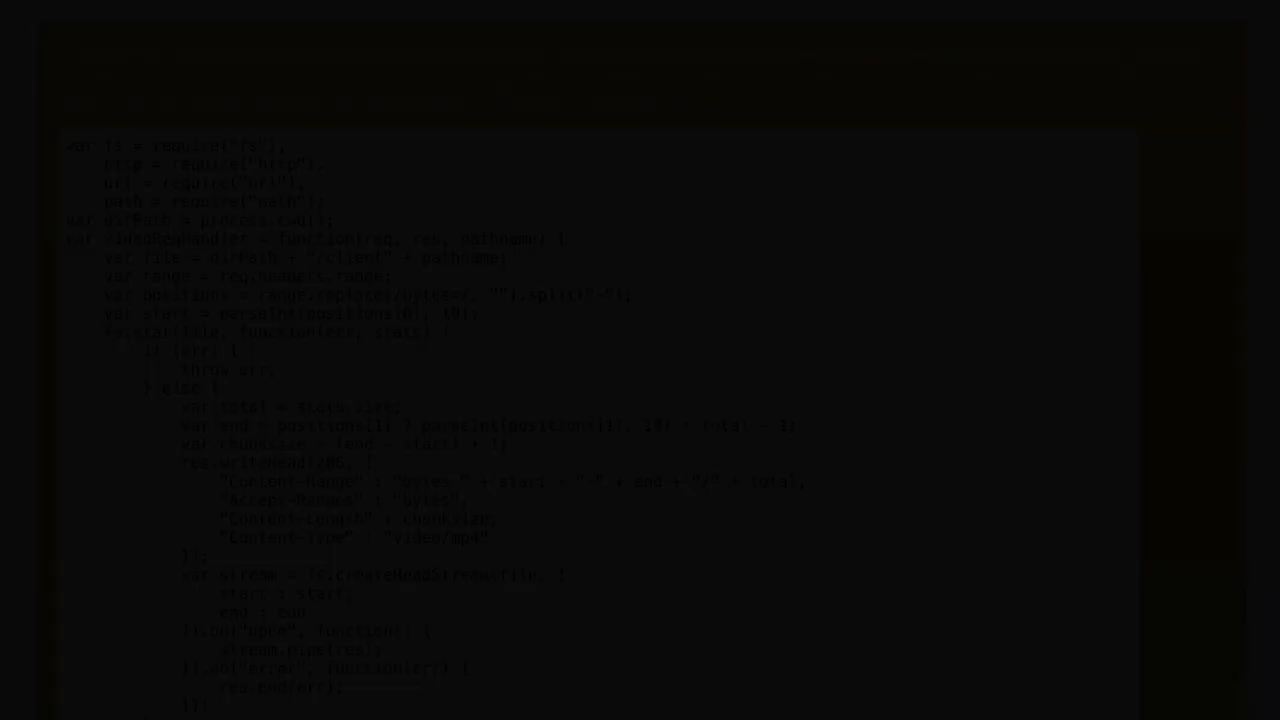 var fs = require("fs"),
    http = require("http"),
    url = require("url"),
    path = require("path");
var dirPath = process.cwd();
var videoReqHandler = function(req, res, pathname) {
    var file = dirPath + "/client" + pathname;
    var range = req.headers.range;
    var positions = range.replace(/bytes=/, "").split("-");
    var start = parseInt(positions[0], 10);
    fs.stat(file, function(err, stats) {
        if (err) {
            throw err;
        } else {
            var total = stats.size;
            var end = positions[1] ? parseInt(positions[1], 10) : total - 1;
            var chunksize = (end - start) + 1;
            res.writeHead(206, {
                "Content-Range" : "bytes " + start + "-" + end + "/" + total,
                "Accept-Ranges" : "bytes",
                "Content-Length" : chunksize,
                "Content-Type" : "video/mp4"
            });
            var stream = fs.createReadStream(file, {
                start : start,
                end : end
            }).on("open", function() {
                stream.pipe(res);
            }).on("error", function(err) {
                res.end(err);
            });